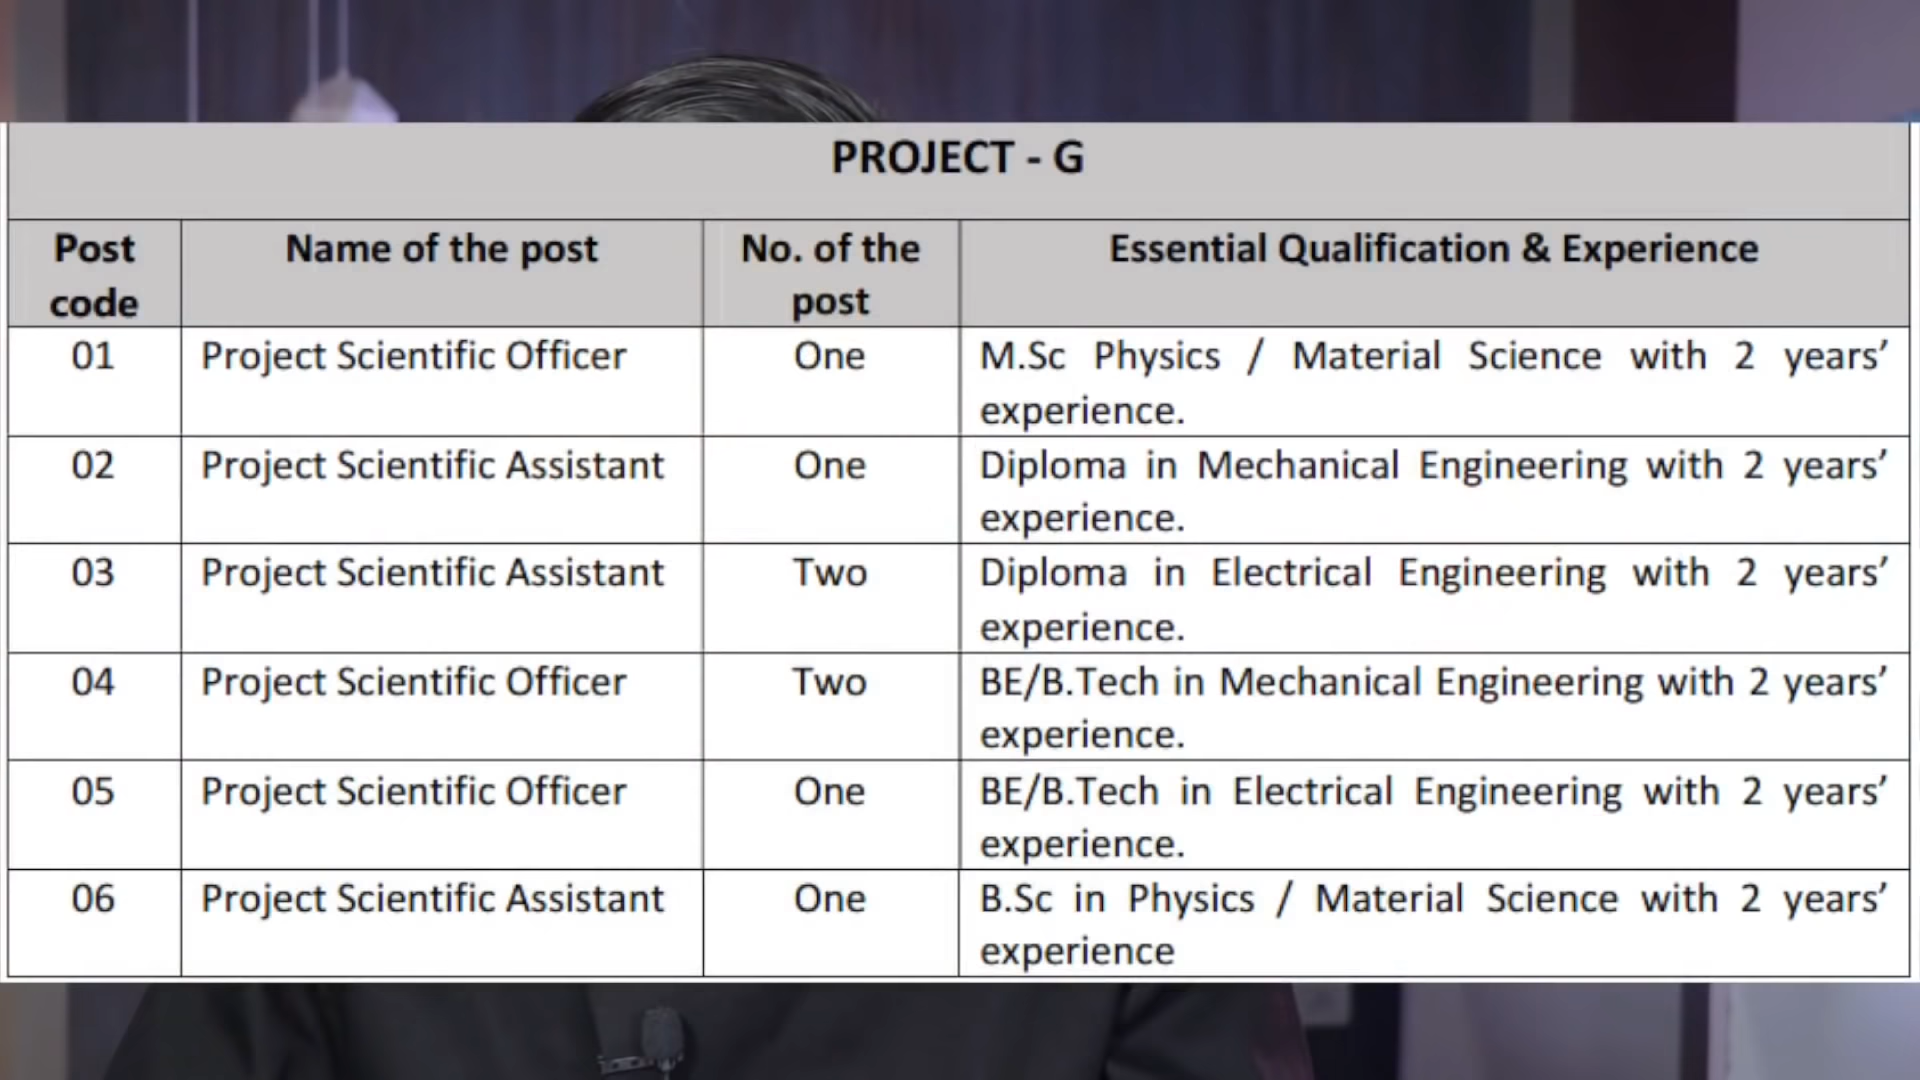 PROJECT - G
Post code
Name of the post
No. of the post
Essential Qualification & Experience
01
Project Scientific Officer
One
M.Sc Physics / Material Science with 2 years’
experience.
02
Project Scientific Assistant
One
Diploma in Mechanical Engineering with 2 years’
experience.
03
Project Scientific Assistant
Two
Diploma in Electrical Engineering with 2 years’
experience.
04
Project Scientific Officer
Two
BE/B.Tech in Mechanical Engineering with 2 years’
experience.
05
Project Scientific Officer
One
BE/B.Tech in Electrical Engineering with 2 years’
experience.
06
Project Scientific Assistant
One
B.Sc in Physics / Material Science with 2 years’
experience